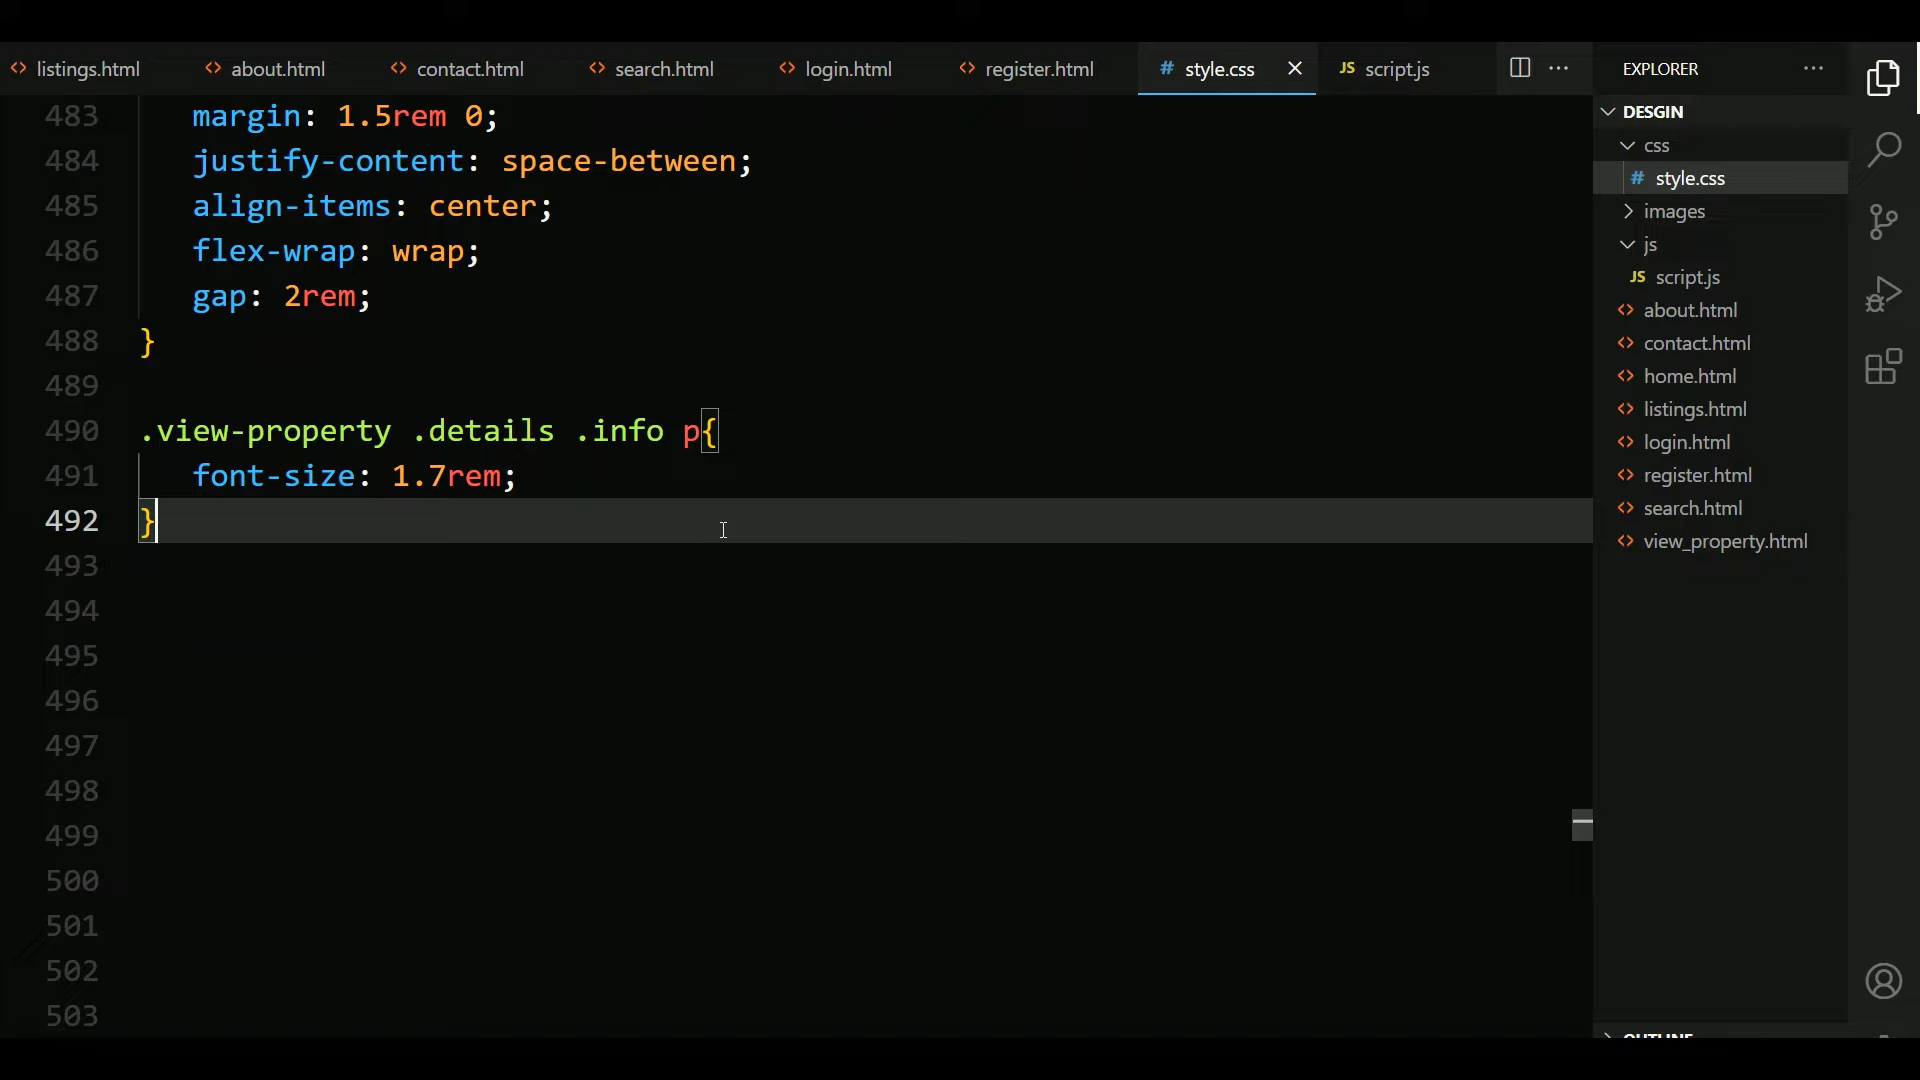 listings.html about.html contact.html search.html login.html register.html # style.css JS script.js
483 margin: 1.5rem 0;
484 justify-content: space-between;
485 align-items: center;
486 flex-wrap: wrap;
487 gap: 2rem;
488 }
489
490 .view-property .details .info p{
491 font-size: 1.7rem;
492 }
493
494
495
496
497
498
499
500
501
502
503
EXPLORER
DESGIN
css
# style.css
images
js
JS script.js
about.html
contact.html
home.html
listings.html
login.html
register.html
search.html
view_property.html
OUTLINE